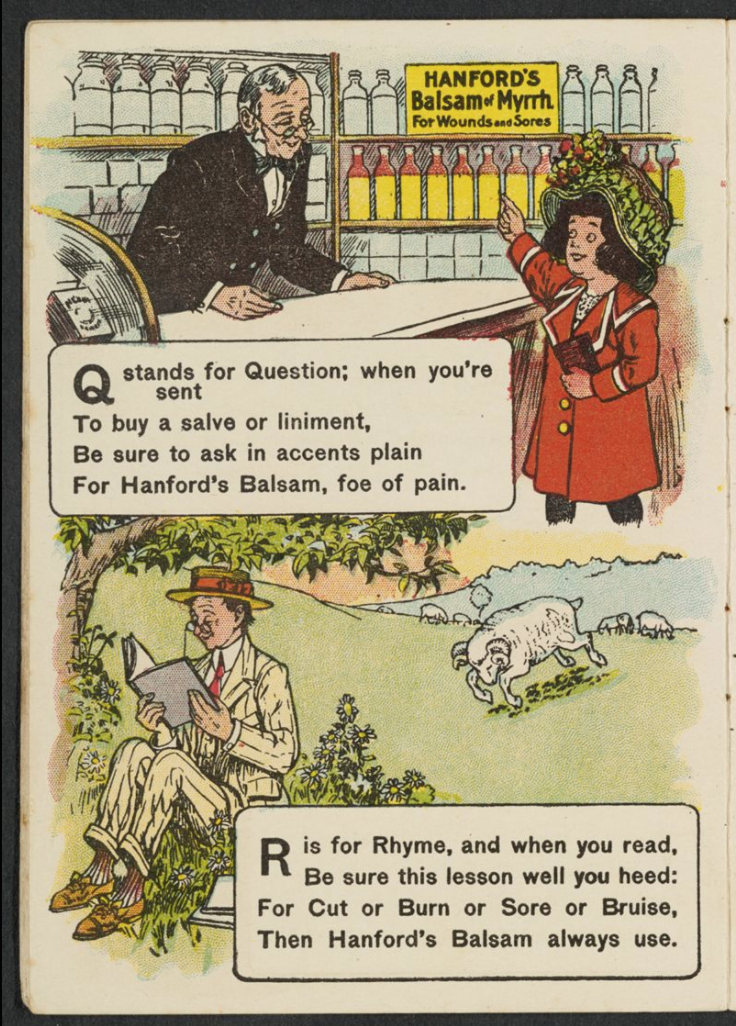 HANFORD'S
Balsam of Myrrh
For Wounds and Sores
Q stands for Question; when you're
sent
To buy a salve or liniment,
Be sure to ask in accents plain
For Hanford's Balsam, foe of pain.
R is for Rhyme, and when you read,
Be sure this lesson well you heed:
For Cut or Burn or Sore or Bruise,
Then Hanford's Balsam always use.